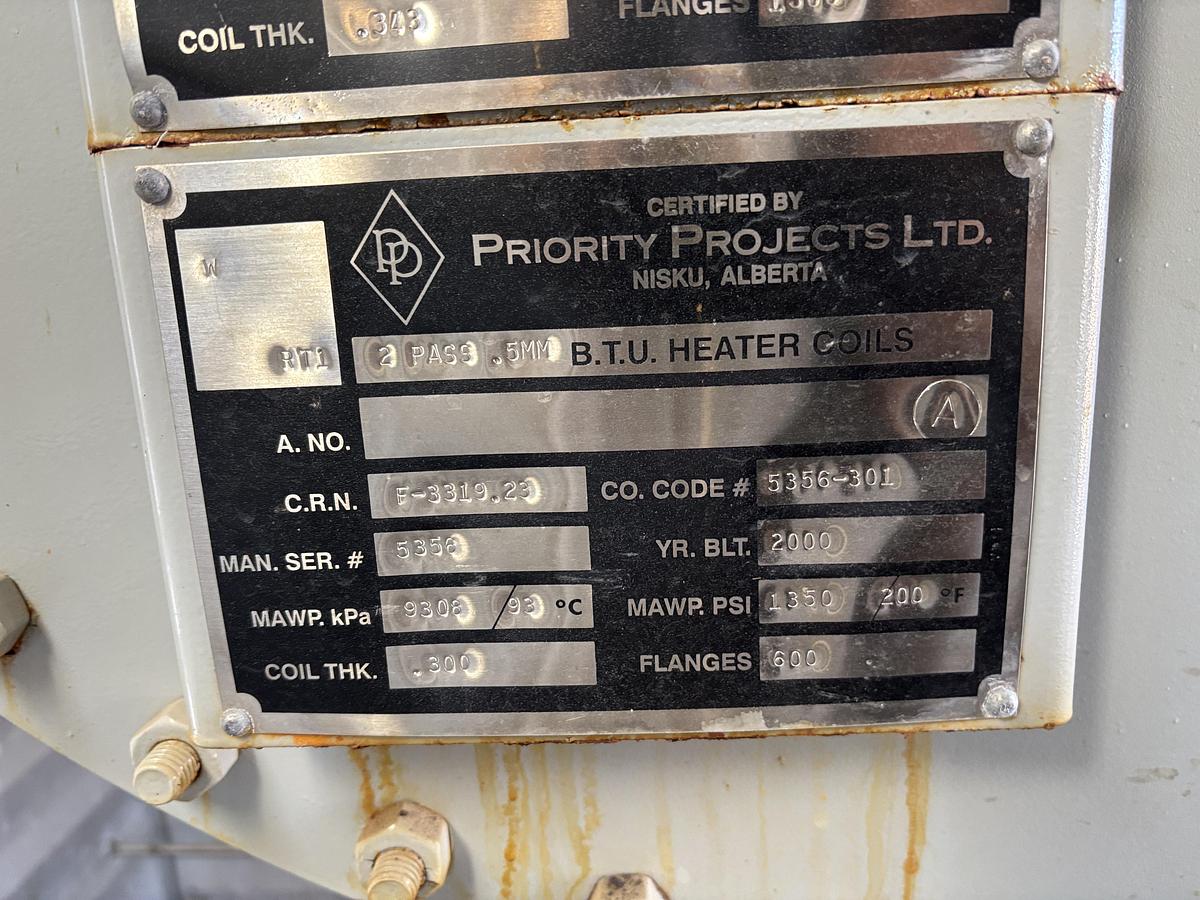 COIL THK. .343 FLANGES
CERTIFIED BY
PP PRIORITY PROJECTS LTD.
NISKU, ALBERTA
W
RT1
2 PASS .5MM B.T.U. HEATER COILS
A. NO. A
C.R.N. F-3319.23 CO. CODE # 5356-301
MAN. SER. # 5356 YR. BLT. 2000
MAWP. kPa 9308 / 93 °C MAWP. PSI 1350 / 200 °F
COIL THK. .300 FLANGES 600